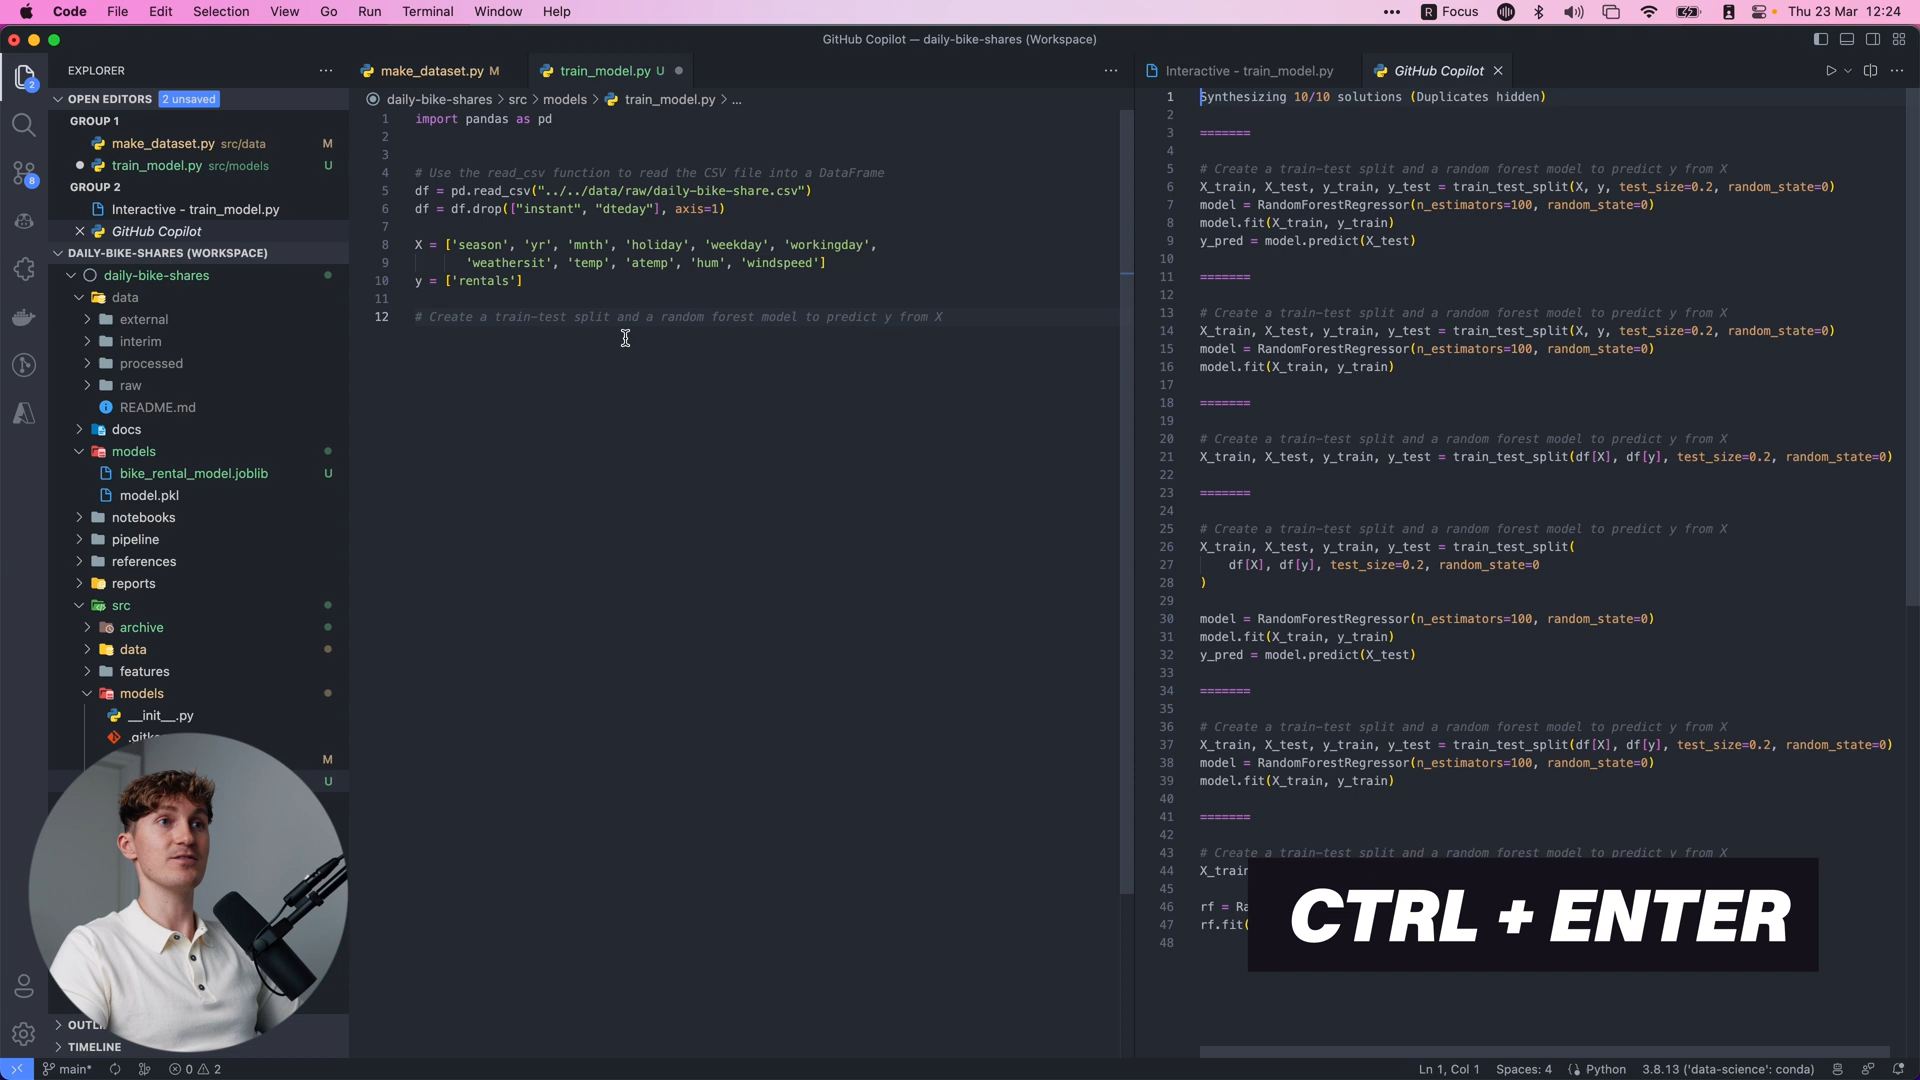 Code File Edit Selection View Go Run Terminal Window Help
Focus
Thu 23 Mar 12:24
GitHub Copilot — daily-bike-shares (Workspace)
EXPLORER
OPEN EDITORS 2 unsaved
GROUP 1
make_dataset.py src/data M
train_model.py src/models U
GROUP 2
Interactive - train_model.py
GitHub Copilot
DAILY-BIKE-SHARES (WORKSPACE)
daily-bike-shares
data
external
interim
processed
raw
README.md
docs
models
bike_rental_model.joblib U
model.pkl
notebooks
pipeline
references
reports
src
archive
data
features
models
__init__.py
M
U
TIMELINE
make_dataset.py M
train_model.py U
daily-bike-shares > src > models > train_model.py > ...
1 import pandas as pd
2
3
4 # Use the read_csv function to read the CSV file into a DataFrame
5 df = pd.read_csv("../../data/raw/daily-bike-share.csv")
6 df = df.drop(["instant", "dteday"], axis=1)
7
8 X = ['season', 'yr', 'mnth', 'holiday', 'weekday', 'workingday',
9 'weathersit', 'temp', 'atemp', 'hum', 'windspeed']
10 y = ['rentals']
11
12 # Create a train-test split and a random forest model to predict y from X
Interactive - train_model.py
GitHub Copilot
1 Synthesizing 10/10 solutions (Duplicates hidden)
2
3 =======
4
5 # Create a train-test split and a random forest model to predict y from X
6 X_train, X_test, y_train, y_test = train_test_split(X, y, test_size=0.2, random_state=0)
7 model = RandomForestRegressor(n_estimators=100, random_state=0)
8 model.fit(X_train, y_train)
9 y_pred = model.predict(X_test)
10
11 =======
12
13 # Create a train-test split and a random forest model to predict y from X
14 X_train, X_test, y_train, y_test = train_test_split(X, y, test_size=0.2, random_state=0)
15 model = RandomForestRegressor(n_estimators=100, random_state=0)
16 model.fit(X_train, y_train)
17
18 =======
19
20 # Create a train-test split and a random forest model to predict y from X
21 X_train, X_test, y_train, y_test = train_test_split(df[X], df[y], test_size=0.2, random_state=0)
22
23 =======
24
25 # Create a train-test split and a random forest model to predict y from X
26 X_train, X_test, y_train, y_test = train_test_split(
27 df[X], df[y], test_size=0.2, random_state=0
28 )
29
30 model = RandomForestRegressor(n_estimators=100, random_state=0)
31 model.fit(X_train, y_train)
32 y_pred = model.predict(X_test)
33
34 =======
35
36 # Create a train-test split and a random forest model to predict y from X
37 X_train, X_test, y_train, y_test = train_test_split(df[X], df[y], test_size=0.2, random_state=0)
38 model = RandomForestRegressor(n_estimators=100, random_state=0)
39 model.fit(X_train, y_train)
40
41 =======
42
43 # Create a train-test split and a random forest model to predict y from X
44 X_train
45
46 rf = Ra
47 rf.fit(
48
CTRL + ENTER
main* 0 2
Ln 1, Col 1 Spaces: 4 Python 3.8.13 ('data-science': conda)